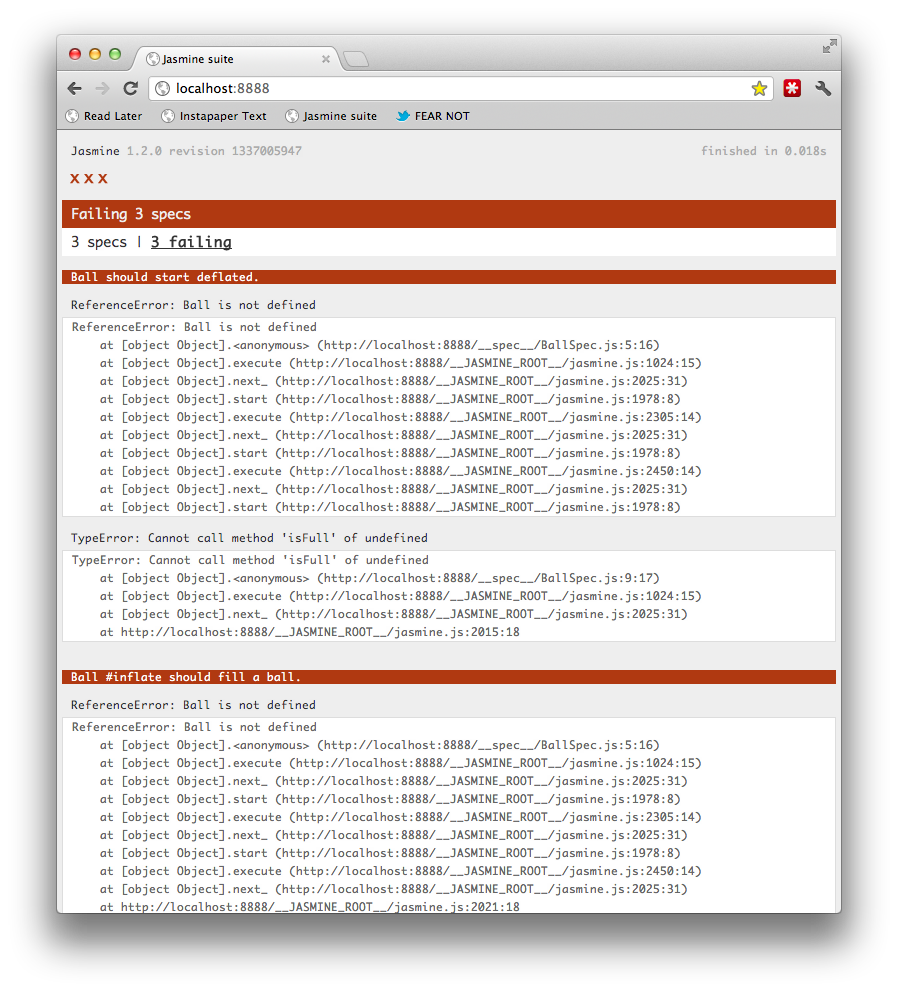 Jasmine suite
localhost:8888
Read Later Instapaper Text Jasmine suite FEAR NOT
Jasmine 1.2.0 revision 1337005947 finished in 0.018s
x x x
Failing 3 specs
3 specs | 3 failing
Ball should start deflated.
ReferenceError: Ball is not defined
ReferenceError: Ball is not defined
at [object Object].<anonymous> (http://localhost:8888/__spec__/BallSpec.js:5:16)
at [object Object].execute (http://localhost:8888/__JASMINE_ROOT__/jasmine.js:1024:15)
at [object Object].next_ (http://localhost:8888/__JASMINE_ROOT__/jasmine.js:2025:31)
at [object Object].start (http://localhost:8888/__JASMINE_ROOT__/jasmine.js:1978:8)
at [object Object].execute (http://localhost:8888/__JASMINE_ROOT__/jasmine.js:2305:14)
at [object Object].next_ (http://localhost:8888/__JASMINE_ROOT__/jasmine.js:2025:31)
at [object Object].start (http://localhost:8888/__JASMINE_ROOT__/jasmine.js:1978:8)
at [object Object].execute (http://localhost:8888/__JASMINE_ROOT__/jasmine.js:2450:14)
at [object Object].next_ (http://localhost:8888/__JASMINE_ROOT__/jasmine.js:2025:31)
at [object Object].start (http://localhost:8888/__JASMINE_ROOT__/jasmine.js:1978:8)
TypeError: Cannot call method 'isFull' of undefined
TypeError: Cannot call method 'isFull' of undefined
at [object Object].<anonymous> (http://localhost:8888/__spec__/BallSpec.js:9:17)
at [object Object].execute (http://localhost:8888/__JASMINE_ROOT__/jasmine.js:1024:15)
at [object Object].next_ (http://localhost:8888/__JASMINE_ROOT__/jasmine.js:2025:31)
at http://localhost:8888/__JASMINE_ROOT__/jasmine.js:2015:18
Ball #inflate should fill a ball.
ReferenceError: Ball is not defined
ReferenceError: Ball is not defined
at [object Object].<anonymous> (http://localhost:8888/__spec__/BallSpec.js:5:16)
at [object Object].execute (http://localhost:8888/__JASMINE_ROOT__/jasmine.js:1024:15)
at [object Object].next_ (http://localhost:8888/__JASMINE_ROOT__/jasmine.js:2025:31)
at [object Object].start (http://localhost:8888/__JASMINE_ROOT__/jasmine.js:1978:8)
at [object Object].execute (http://localhost:8888/__JASMINE_ROOT__/jasmine.js:2305:14)
at [object Object].next_ (http://localhost:8888/__JASMINE_ROOT__/jasmine.js:2025:31)
at [object Object].start (http://localhost:8888/__JASMINE_ROOT__/jasmine.js:1978:8)
at [object Object].execute (http://localhost:8888/__JASMINE_ROOT__/jasmine.js:2450:14)
at [object Object].next_ (http://localhost:8888/__JASMINE_ROOT__/jasmine.js:2025:31)
at http://localhost:8888/__JASMINE_ROOT__/jasmine.js:2021:18